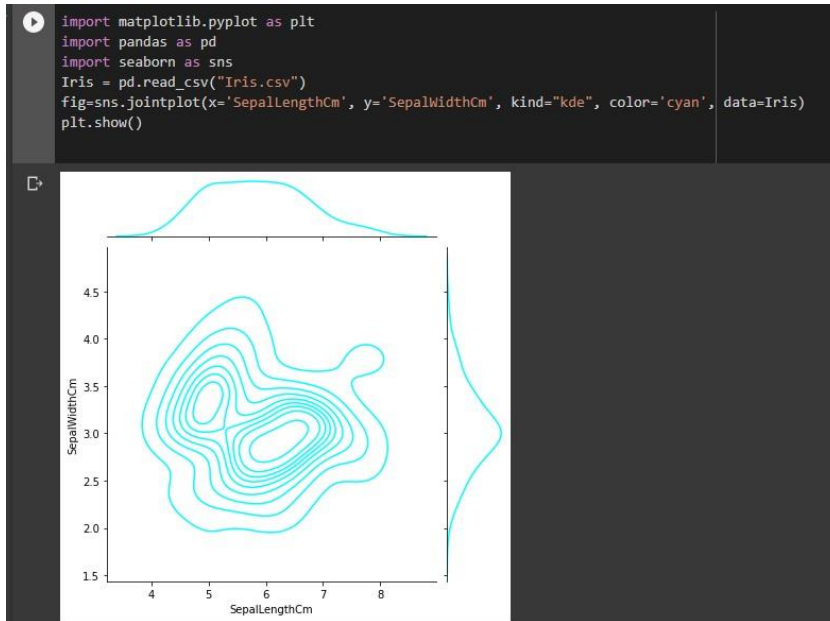 import matplotlib.pyplot as plt
import pandas as pd
import seaborn as sns
Iris = pd.read_csv("Iris.csv")
fig=sns.jointplot(x='SepalLengthCm', y='SepalWidthCm', kind="kde", color='cyan', data=Iris)
plt.show()
4.5
4.0
3.5
3.0
2.5
2.0
1.5
SepalWidthCm
4 5 6 7 8
SepalLengthCm